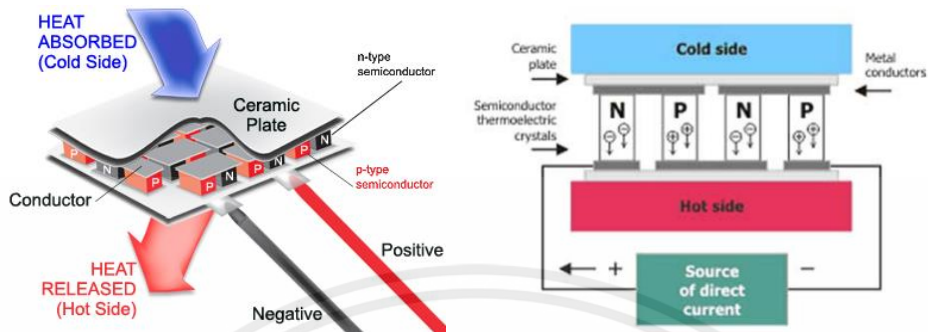 HEAT
ABSORBED
(Cold Side)
n-type
semiconductor
Ceramic
Plate
P
N
P
P
N
P
N
p-type
semiconductor
Conductor
Positive
HEAT
RELEASED
(Hot Side)
Negative
Cold side
Ceramic
plate
Metal
conductors
Semiconductor
thermoelectric
crystals
N P N P
Hot side
+ Source −
of direct
current